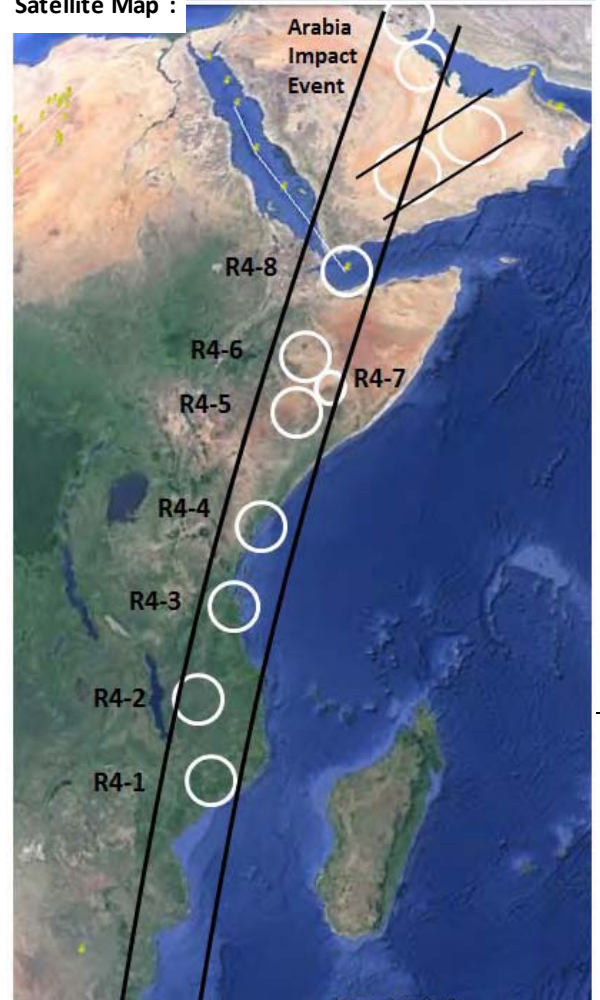 Satellite Map :
Arabia
Impact
Event
R4-8
R4-6
R4-7
R4-5
R4-4
R4-3
R4-2
R4-1